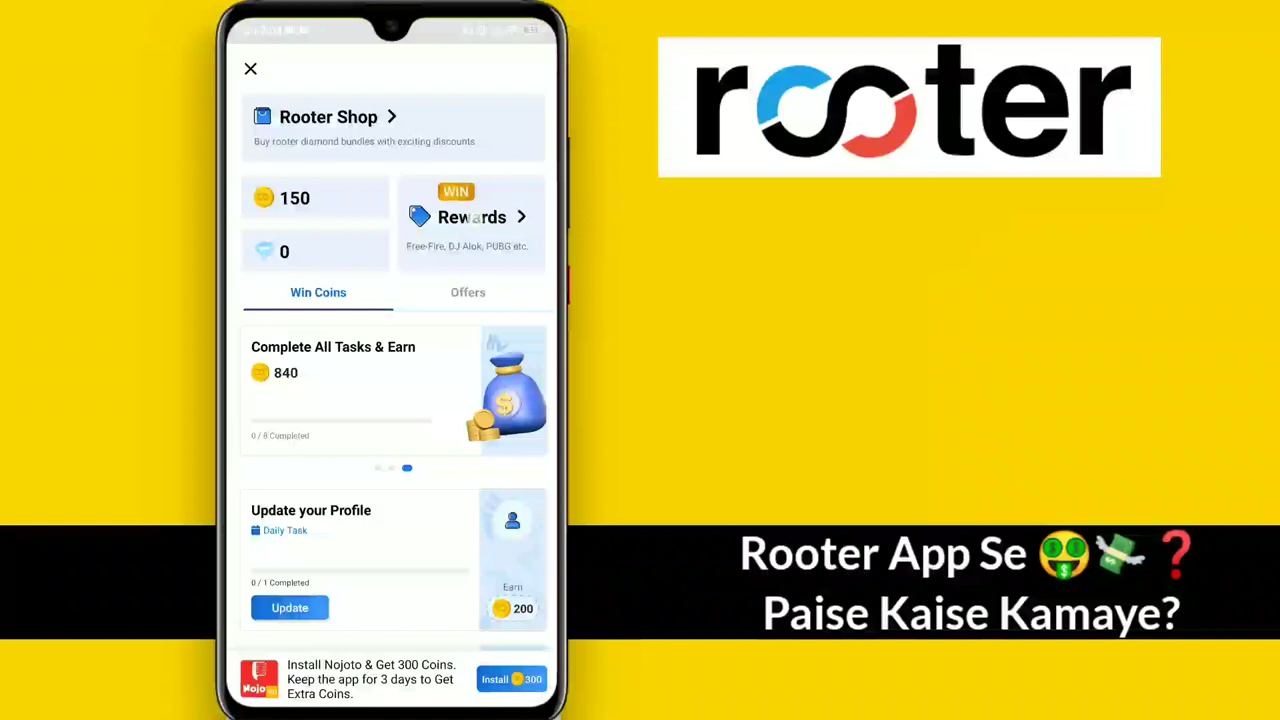 rooter
Rooter Shop
Buy rooter diamond bundles with exciting discounts
150
WIN
Rewards
Free-Fire, DJ Alok, PUBG etc.
0
Win Coins
Offers
Complete All Tasks & Earn
840
0 / 8 Completed
Update your Profile
Daily Task
0 / 1 Completed
Update
Earn
200
Install Nojoto & Get 300 Coins.
Keep the app for 3 days to Get
Extra Coins.
Nojo
Install 300
Rooter App Se 🤑💸❓
Paise Kaise Kamaye?